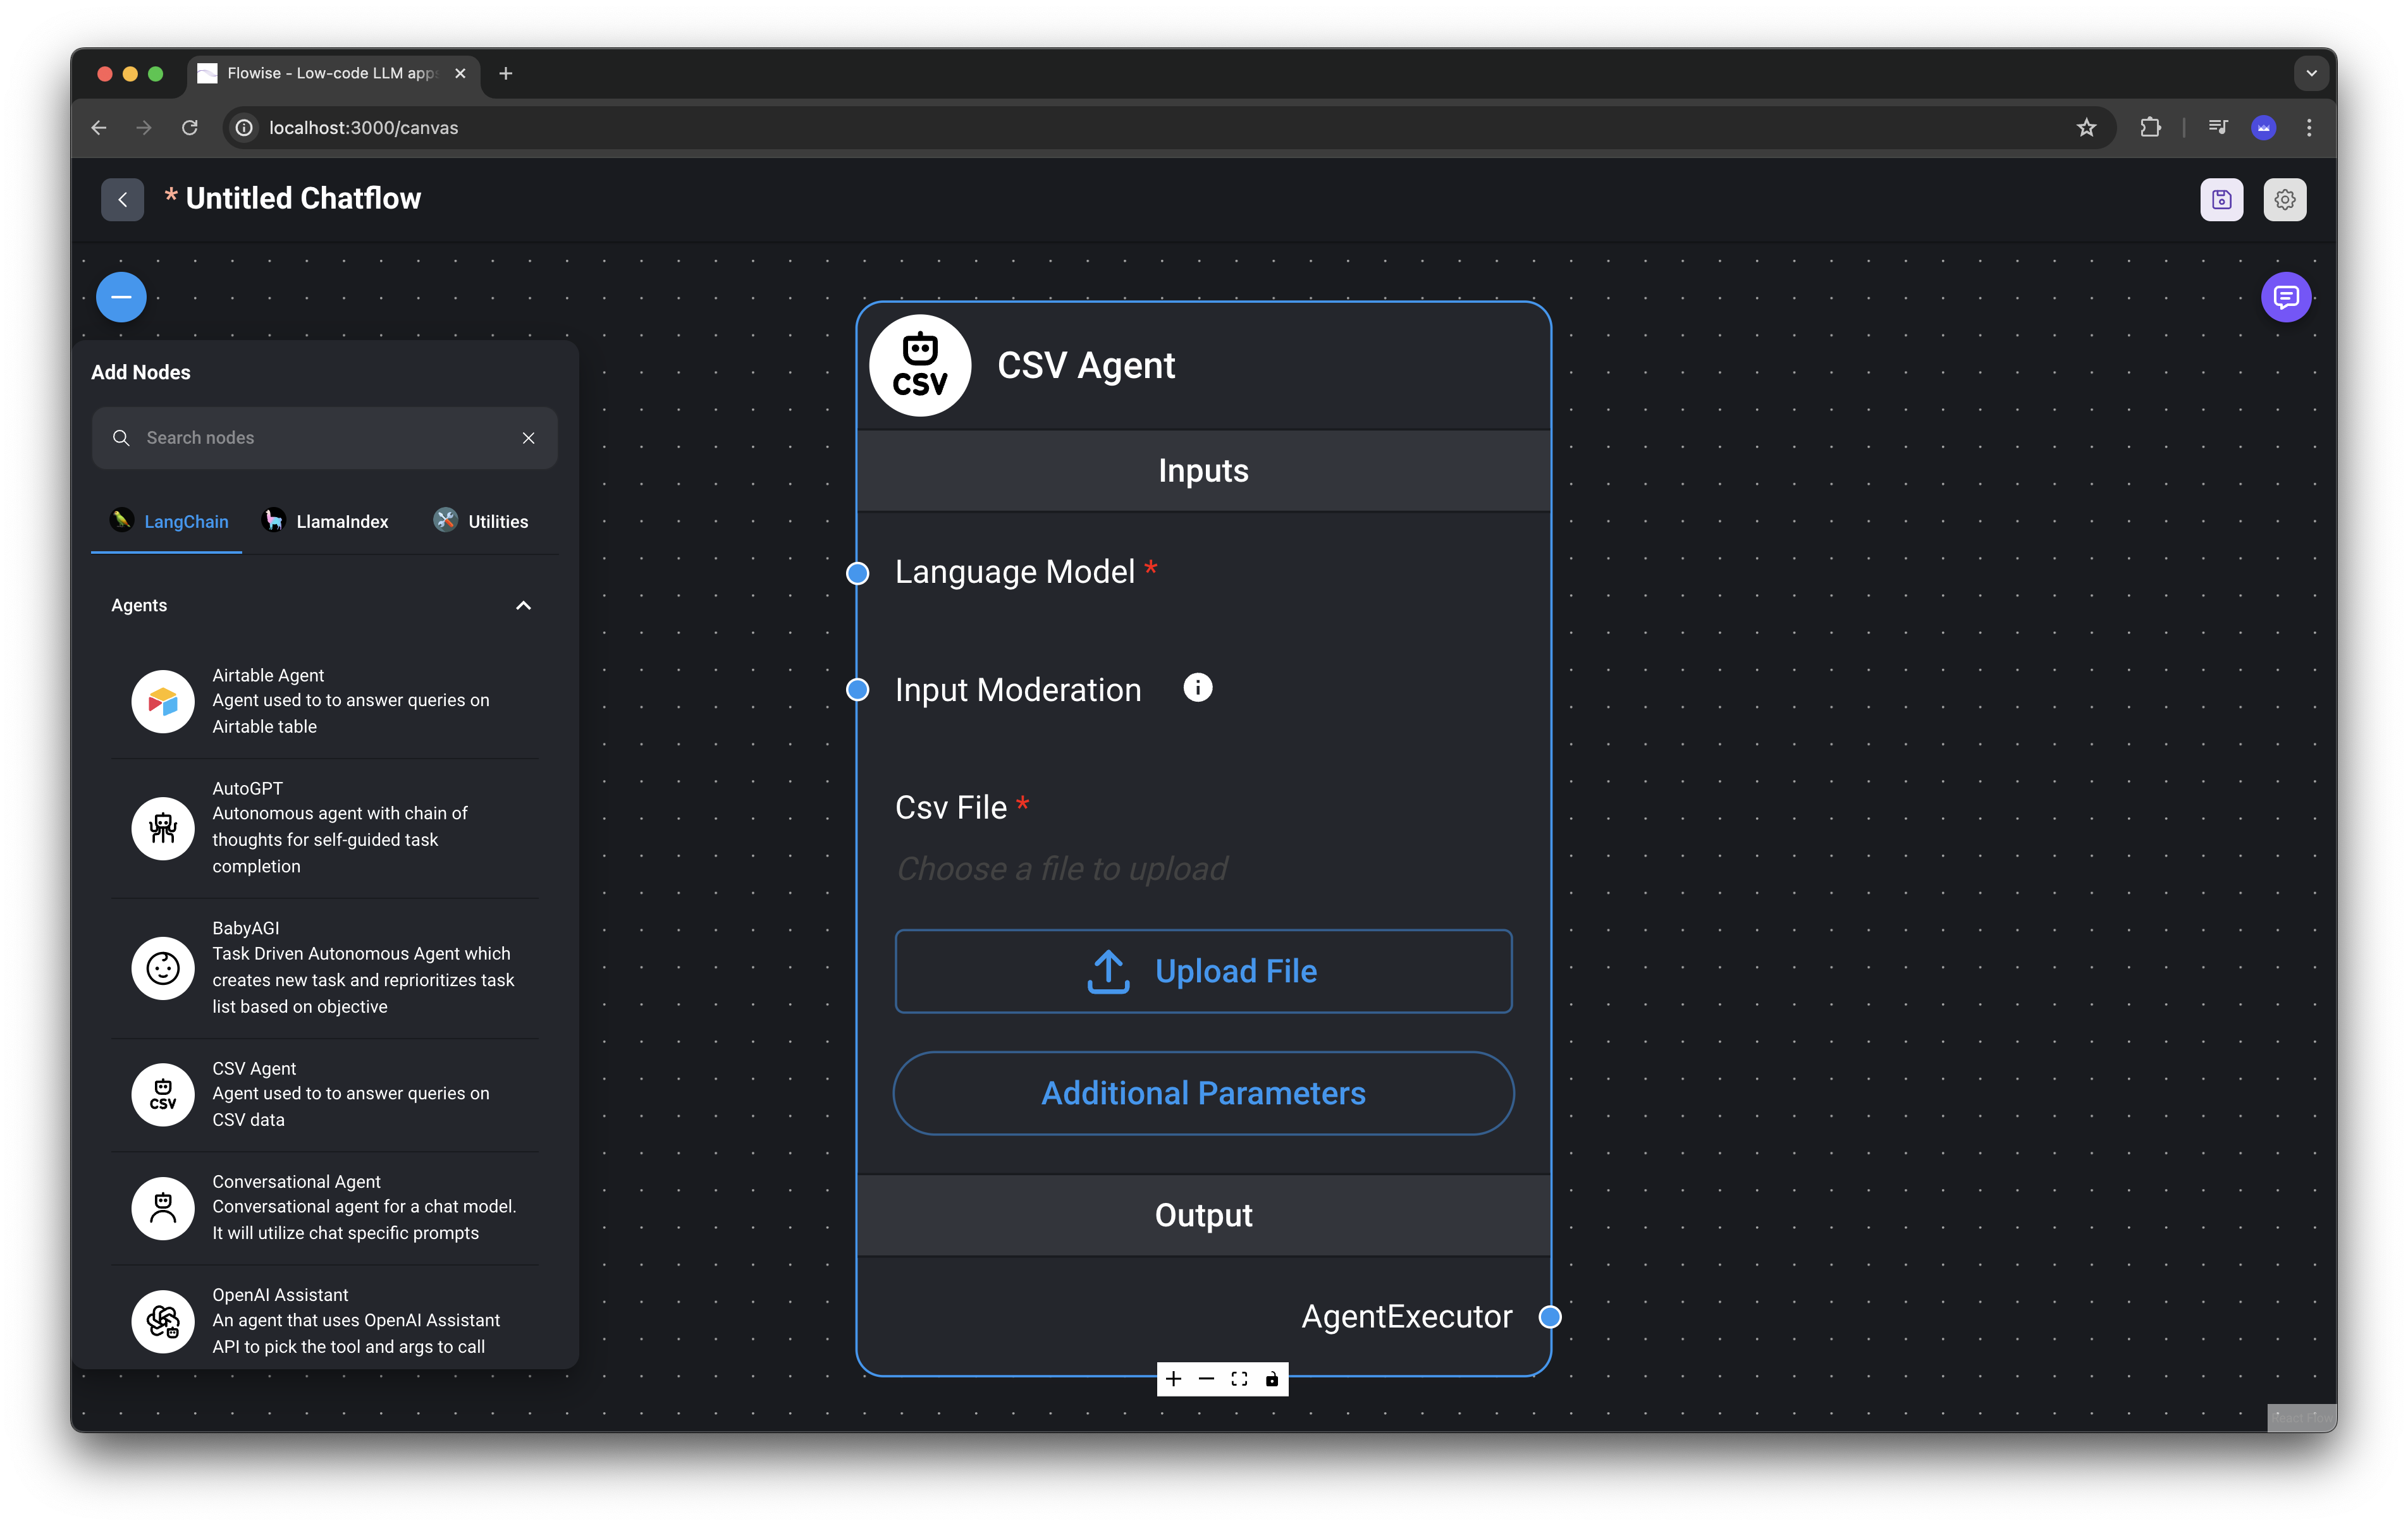 Flowise - Low-code LLM apps
localhost:3000/canvas
* Untitled Chatflow
Add Nodes
Search nodes
LangChain
LlamaIndex
Utilities
Agents
Airtable Agent
Agent used to to answer queries on
Airtable table
AutoGPT
Autonomous agent with chain of
thoughts for self-guided task
completion
BabyAGI
Task Driven Autonomous Agent which
creates new task and reprioritizes task
list based on objective
CSV
CSV Agent
Agent used to to answer queries on
CSV data
Conversational Agent
Conversational agent for a chat model.
It will utilize chat specific prompts
OpenAI Assistant
An agent that uses OpenAI Assistant
API to pick the tool and args to call
CSV
CSV Agent
Inputs
Language Model *
Input Moderation
Csv File *
Choose a file to upload
Upload File
Additional Parameters
Output
AgentExecutor
React Flow